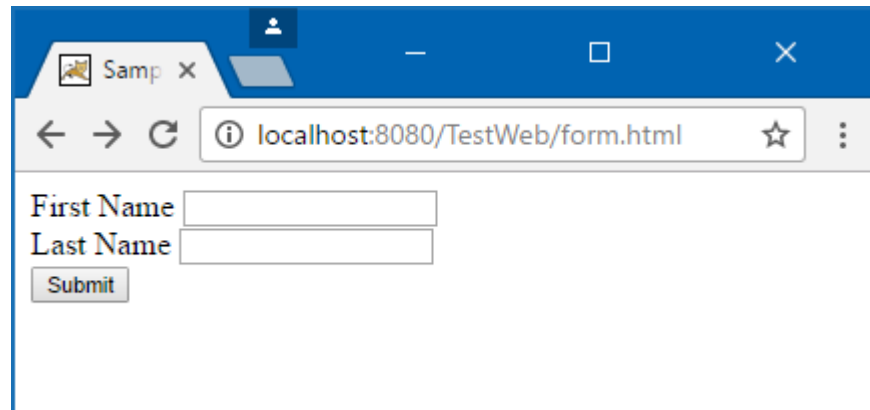 Samp
localhost:8080/TestWeb/form.html
First Name
Last Name
Submit